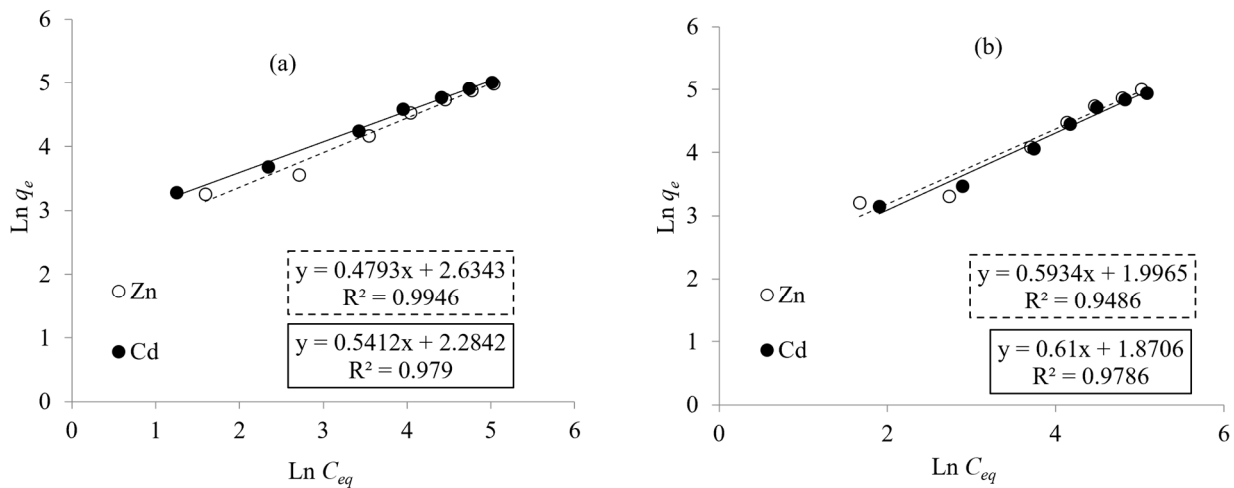 (a)
Ln qe
6
5
4
3
2
1
0
y = 0.4793x + 2.6343
R² = 0.9946
Zn
y = 0.5412x + 2.2842
R² = 0.979
Cd
0 1 2 3 4 5 6
Ln Ceq
(b)
Ln qe
6
5
4
3
2
1
0
y = 0.5934x + 1.9965
R² = 0.9486
Zn
y = 0.61x + 1.8706
R² = 0.9786
Cd
0 2 4 6
Ln Ceq